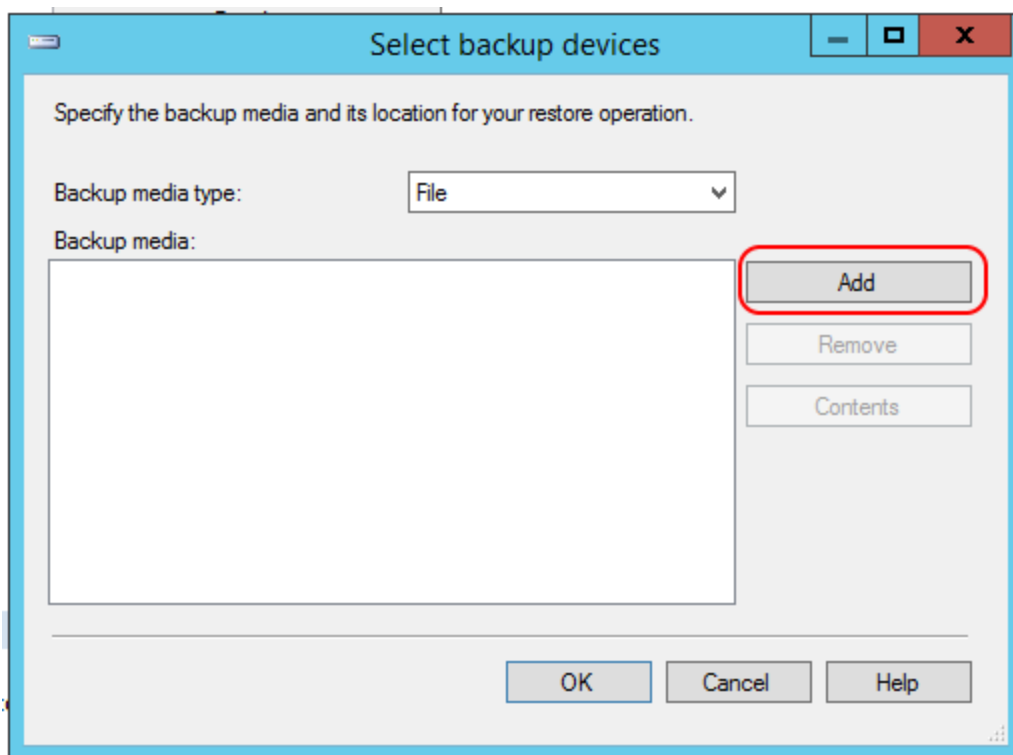 Select backup devices
Specify the backup media and its location for your restore operation.
Backup media type: File
Backup media:
Add
Remove
Contents
OK Cancel Help